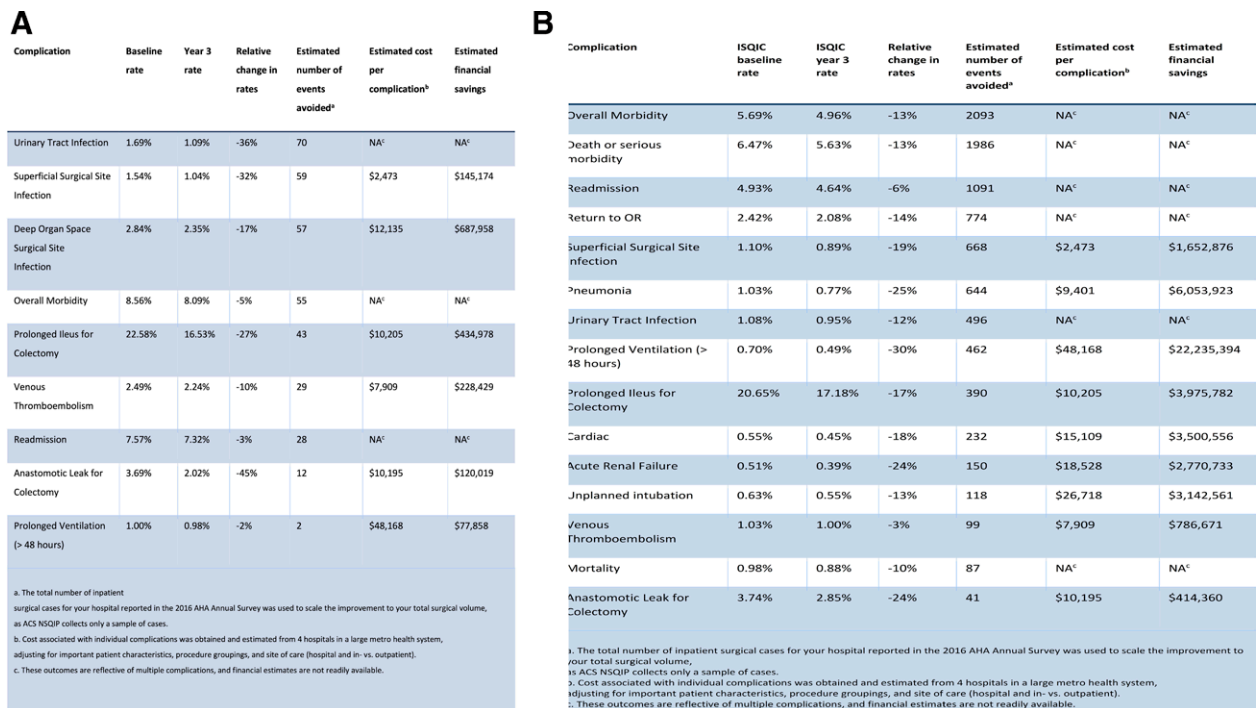 A
Complication Baseline rate Year 3 rate Relative change in rates Estimated number of events avoidedᵃ Estimated cost per complicationᵇ Estimated financial savings
Urinary Tract Infection 1.69% 1.09% -36% 70 NAᶜ NAᶜ
Superficial Surgical Site Infection 1.54% 1.04% -32% 59 $2,473 $145,174
Deep Organ Space Surgical Site Infection 2.84% 2.35% -17% 57 $12,135 $687,958
Overall Morbidity 8.56% 8.09% -5% 55 NAᶜ NAᶜ
Prolonged Ileus for Colectomy 22.58% 16.53% -27% 43 $10,205 $434,978
Venous Thromboembolism 2.49% 2.24% -10% 29 $7,909 $228,429
Readmission 7.57% 7.32% -3% 28 NAᶜ NAᶜ
Anastomotic Leak for Colectomy 3.69% 2.02% -45% 12 $10,195 $120,019
Prolonged Ventilation (> 48 hours) 1.00% 0.98% -2% 2 $48,168 $77,858
a. The total number of inpatient
surgical cases for your hospital reported in the 2016 AHA Annual Survey was used to scale the improvement to your total surgical volume,
as ACS NSQIP collects only a sample of cases.
b. Cost associated with individual complications was obtained and estimated from 4 hospitals in a large metro health system,
adjusting for important patient characteristics, procedure groupings, and site of care (hospital and in- vs. outpatient).
c. These outcomes are reflective of multiple complications, and financial estimates are not readily available.
B
Complication ISQIC baseline rate ISQIC year 3 rate Relative change in rates Estimated number of events avoidedᵃ Estimated cost per complicationᵇ Estimated financial savings
Overall Morbidity 5.69% 4.96% -13% 2093 NAᶜ NAᶜ
Death or serious morbidity 6.47% 5.63% -13% 1986 NAᶜ NAᶜ
Readmission 4.93% 4.64% -6% 1091 NAᶜ NAᶜ
Return to OR 2.42% 2.08% -14% 774 NAᶜ NAᶜ
Superficial Surgical Site Infection 1.10% 0.89% -19% 668 $2,473 $1,652,876
Pneumonia 1.03% 0.77% -25% 644 $9,401 $6,053,923
Urinary Tract Infection 1.08% 0.95% -12% 496 NAᶜ NAᶜ
Prolonged Ventilation (> 48 hours) 0.70% 0.49% -30% 462 $48,168 $22,235,394
Prolonged Ileus for Colectomy 20.65% 17.18% -17% 390 $10,205 $3,975,782
Cardiac 0.55% 0.45% -18% 232 $15,109 $3,500,556
Acute Renal Failure 0.51% 0.39% -24% 150 $18,528 $2,770,733
Unplanned intubation 0.63% 0.55% -13% 118 $26,718 $3,142,561
Venous Thromboembolism 1.03% 1.00% -3% 99 $7,909 $786,671
Mortality 0.98% 0.88% -10% 87 NAᶜ NAᶜ
Anastomotic Leak for Colectomy 3.74% 2.85% -24% 41 $10,195 $414,360
a. The total number of inpatient surgical cases for your hospital reported in the 2016 AHA Annual Survey was used to scale the improvement to
your total surgical volume,
as ACS NSQIP collects only a sample of cases.
b. Cost associated with individual complications was obtained and estimated from 4 hospitals in a large metro health system,
adjusting for important patient characteristics, procedure groupings, and site of care (hospital and in- vs. outpatient).
c. These outcomes are reflective of multiple complications, and financial estimates are not readily available.